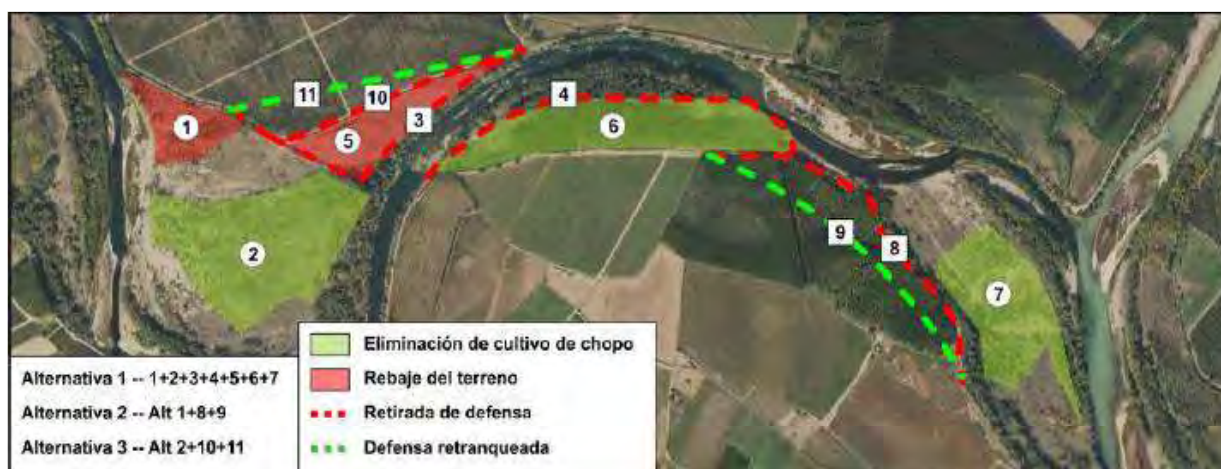 11
10
4
1
5
3
6
2
9
8
7
Eliminación de cultivo de chopo
Rebaje del terreno
Retirada de defensa
Defensa retranqueada
Alternativa 1 -- 1+2+3+4+5+6+7
Alternativa 2 -- Alt 1+8+9
Alternativa 3 -- Alt 2+10+11